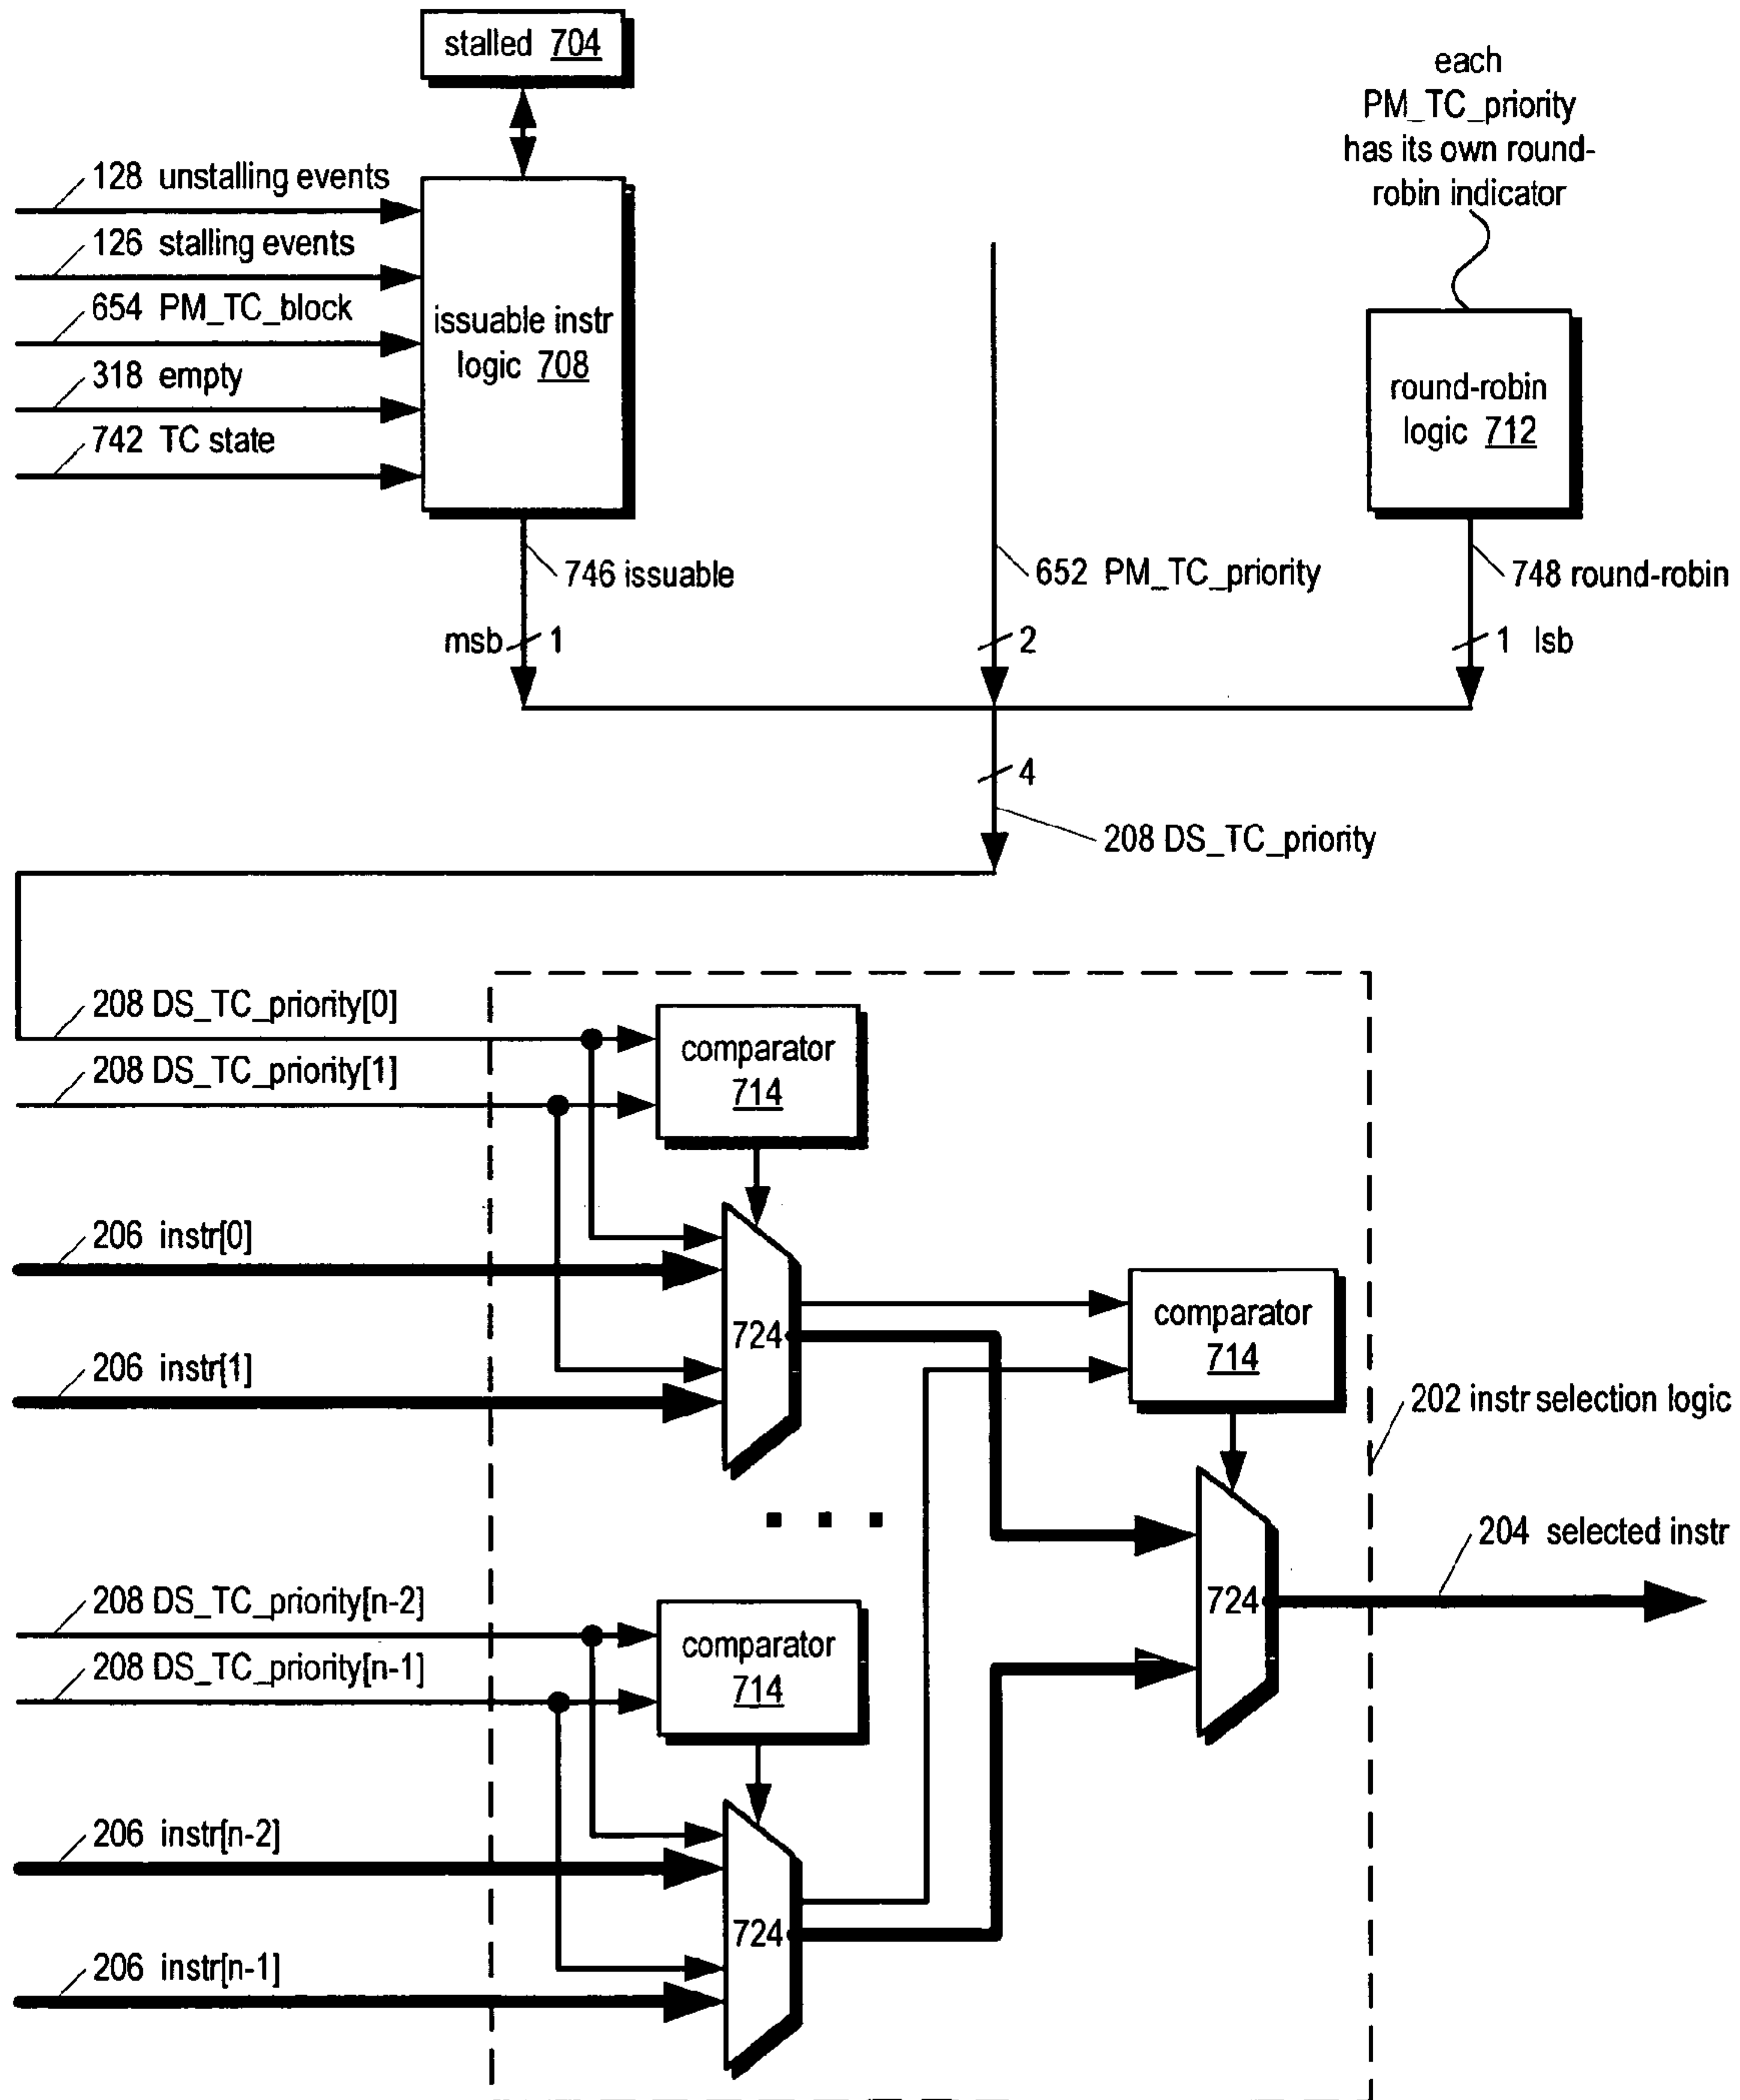 stalled 704
each
PM_TC_priority
has its own round-
robin indicator
128 unstalling events
126 stalling events
654 PM_TC_block
318 empty
742 TC state
issuable instr
logic 708
round-robin
logic 712
746 issuable
652 PM_TC_priority
748 round-robin
msb 1
2
1 lsb
4
208 DS_TC_priority
208 DS_TC_priority[0]
208 DS_TC_priority[1]
comparator
714
206 instr[0]
206 instr[1]
724
comparator
714
202 instr selection logic
204 selected instr
724
208 DS_TC_priority[n-2]
208 DS_TC_priority[n-1]
comparator
714
206 instr[n-2]
206 instr[n-1]
724